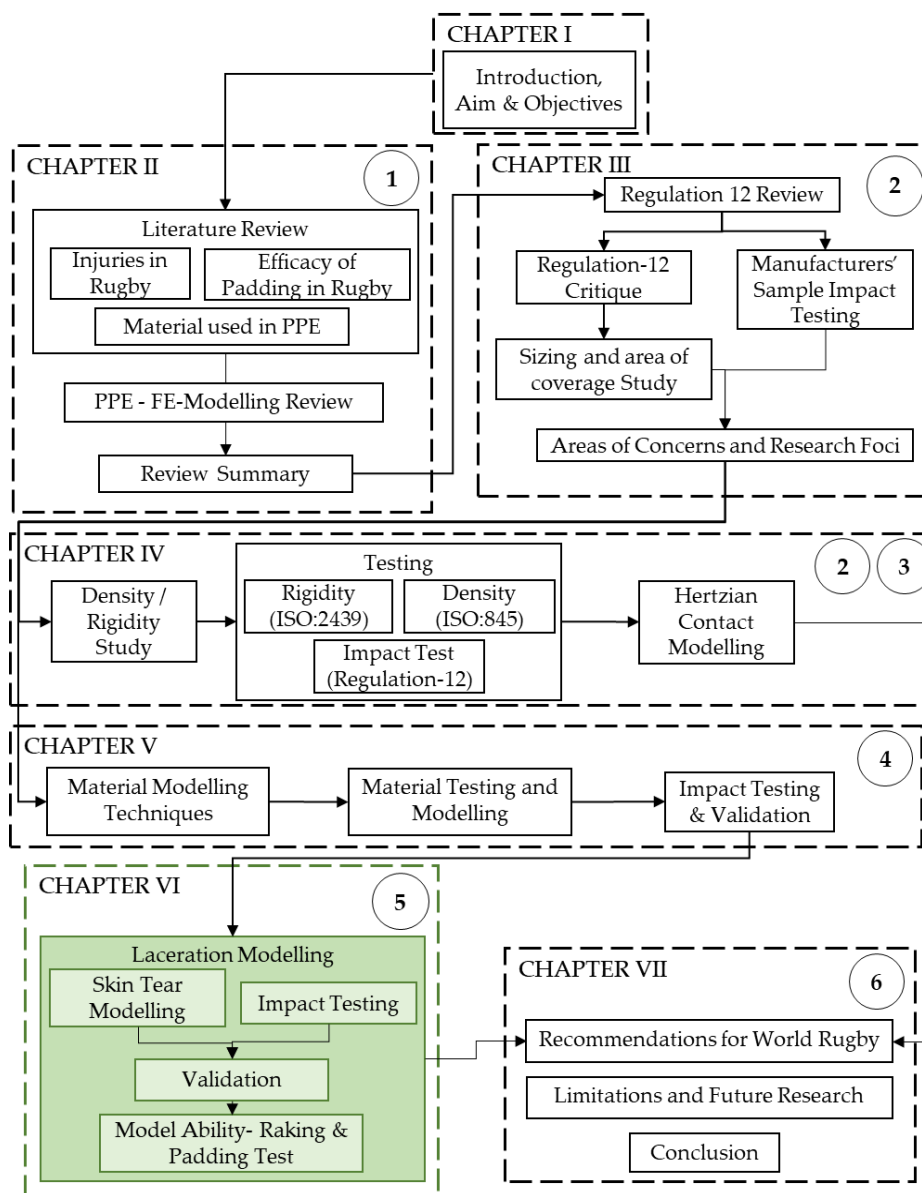 CHAPTER I
Introduction,
Aim & Objectives
CHAPTER II
1
Literature Review
Injuries in
Rugby
Efficacy of
Padding in Rugby
Material used in PPE
PPE - FE-Modelling Review
Review Summary
CHAPTER III
2
Regulation 12 Review
Regulation-12
Critique
Manufacturers'
Sample Impact
Testing
Sizing and area of
coverage Study
Areas of Concerns and Research Foci
CHAPTER IV
2
3
Density /
Rigidity
Study
Testing
Rigidity
(ISO:2439)
Density
(ISO:845)
Impact Test
(Regulation-12)
Hertzian
Contact
Modelling
CHAPTER V
4
Material Modelling
Techniques
Material Testing and
Modelling
Impact Testing
& Validation
CHAPTER VI
5
Laceration Modelling
Skin Tear
Modelling
Impact Testing
Validation
Model Ability- Raking &
Padding Test
CHAPTER VII
6
Recommendations for World Rugby
Limitations and Future Research
Conclusion